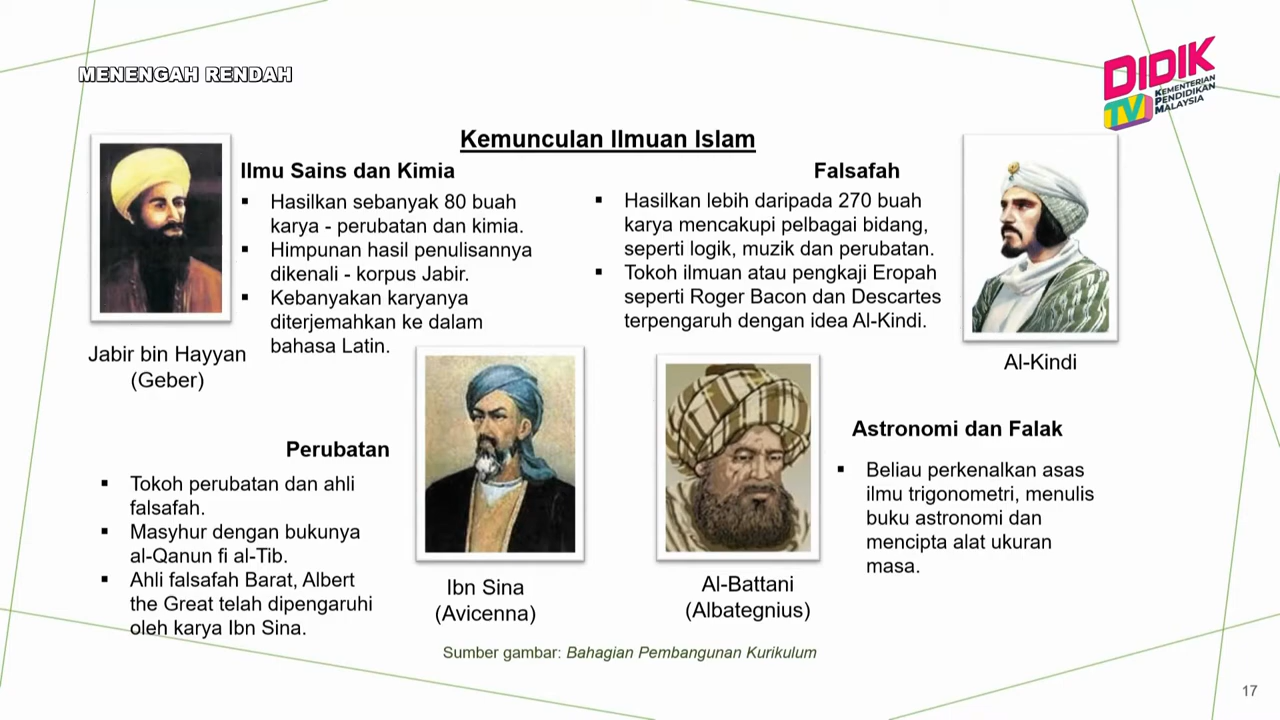 MENENGAH RENDAH
DIDIK
TV
KEMENTERIAN
PENDIDIKAN
MALAYSIA
Kemunculan Ilmuan Islam
Ilmu Sains dan Kimia
▪ Hasilkan sebanyak 80 buah
karya - perubatan dan kimia.
▪ Himpunan hasil penulisannya
dikenali - korpus Jabir.
▪ Kebanyakan karyanya
diterjemahkan ke dalam
bahasa Latin.
Jabir bin Hayyan
(Geber)
Falsafah
▪ Hasilkan lebih daripada 270 buah
karya mencakupi pelbagai bidang,
seperti logik, muzik dan perubatan.
▪ Tokoh ilmuan atau pengkaji Eropah
seperti Roger Bacon dan Descartes
terpengaruh dengan idea Al-Kindi.
Al-Kindi
Perubatan
▪ Tokoh perubatan dan ahli
falsafah.
▪ Masyhur dengan bukunya
al-Qanun fi al-Tib.
▪ Ahli falsafah Barat, Albert
the Great telah dipengaruhi
oleh karya Ibn Sina.
Ibn Sina
(Avicenna)
Al-Battani
(Albategnius)
Astronomi dan Falak
▪ Beliau perkenalkan asas
ilmu trigonometri, menulis
buku astronomi dan
mencipta alat ukuran
masa.
Sumber gambar: Bahagian Pembangunan Kurikulum
17